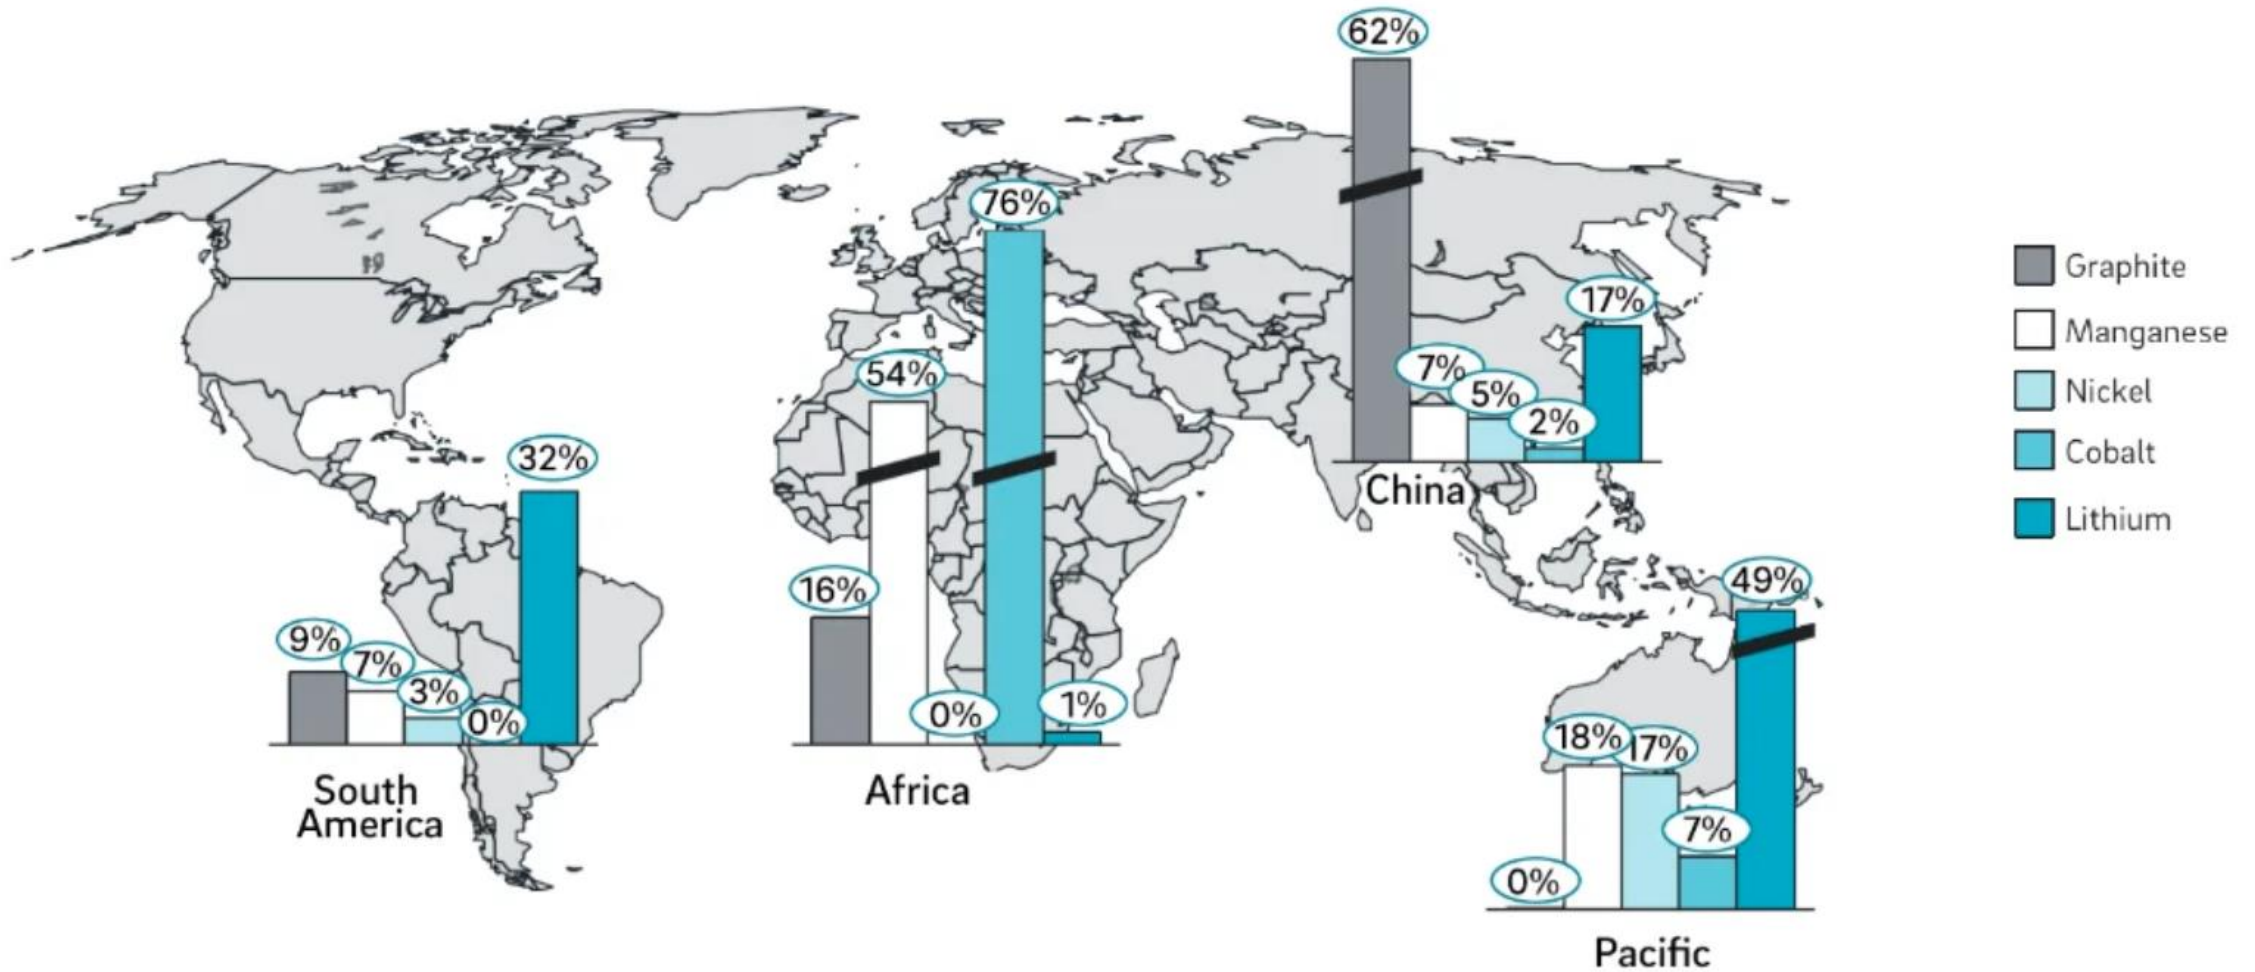 62%
76%
17%
54%
7%
5%
2%
32%
China
49%
16%
9%
7%
3%
0%
0%
1%
18%
17%
7%
0%
South
America
Africa
Pacific
Graphite
Manganese
Nickel
Cobalt
Lithium